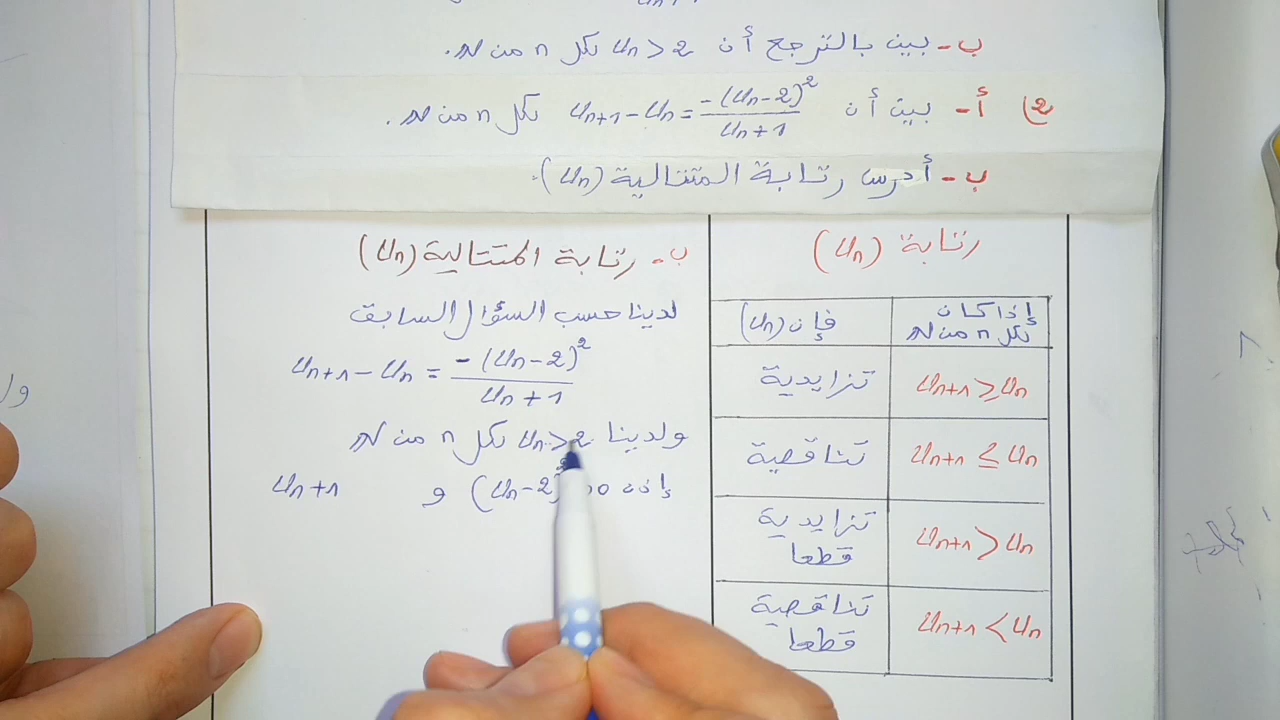 ب- بين بالترجع أن Un > 2 لكل n من ℕ.
2) أ- بين أن Un+1 - Un = -(Un-2)² / Un+1 لكل n من ℕ.
ب- أدرس رتابة المتتالية (Un).
رتابة (Un)
إذا كان لكل n من ℕ | فإن (Un)
Un+1 ≥ Un | تزايدية
Un+1 ≤ Un | تناقصية
Un+1 > Un | تزايدية قطعا
Un+1 < Un | تناقصية قطعا
ب- رتابة المتتالية (Un)
لدينا حسب السؤال السابق
Un+1 - Un = -(Un-2)² / Un+1
ولدينا Un > 2 لكل n من ℕ
إذن (Un-2 و Un+1